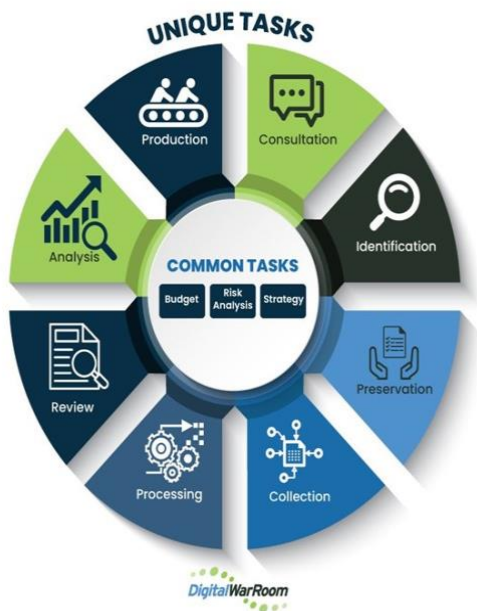 UNIQUE TASKS
Production
Consultation
Analysis
Identification
COMMON TASKS
Budget
Risk
Analysis
Strategy
Review
Preservation
Processing
Collection
DigitalWarRoom